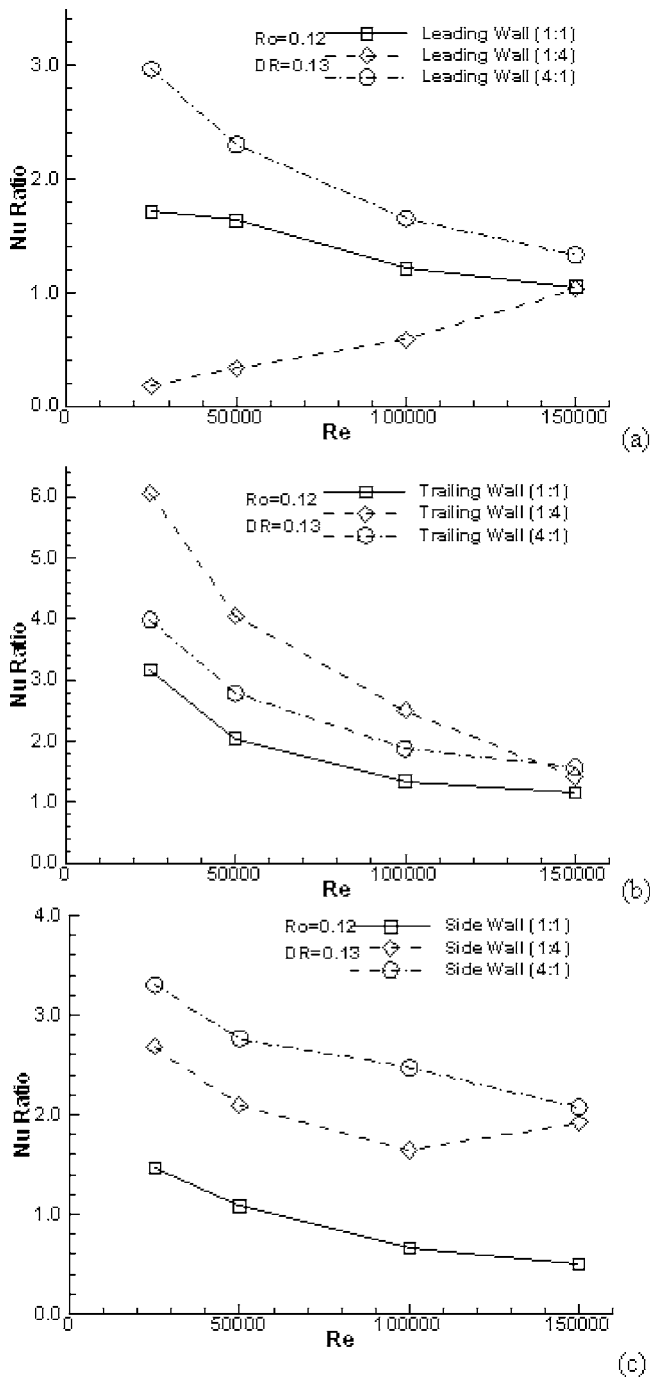 Ro=0.12
DR=0.13
Leading Wall (1:1)
Leading Wall (1:4)
Leading Wall (4:1)
Nu Ratio
3.0
2.0
1.0
0.0
0
50000
100000
150000
Re
(a)
Ro=0.12
DR=0.13
Trailing Wall (1:1)
Trailing Wall (1:4)
Trailing Wall (4:1)
Nu Ratio
6.0
5.0
4.0
3.0
2.0
1.0
0.0
0
50000
100000
150000
Re
(b)
Ro=0.12
DR=0.13
Side Wall (1:1)
Side Wall (1:4)
Side Wall (4:1)
Nu Ratio
4.0
3.0
2.0
1.0
0.0
0
50000
100000
150000
Re
(c)